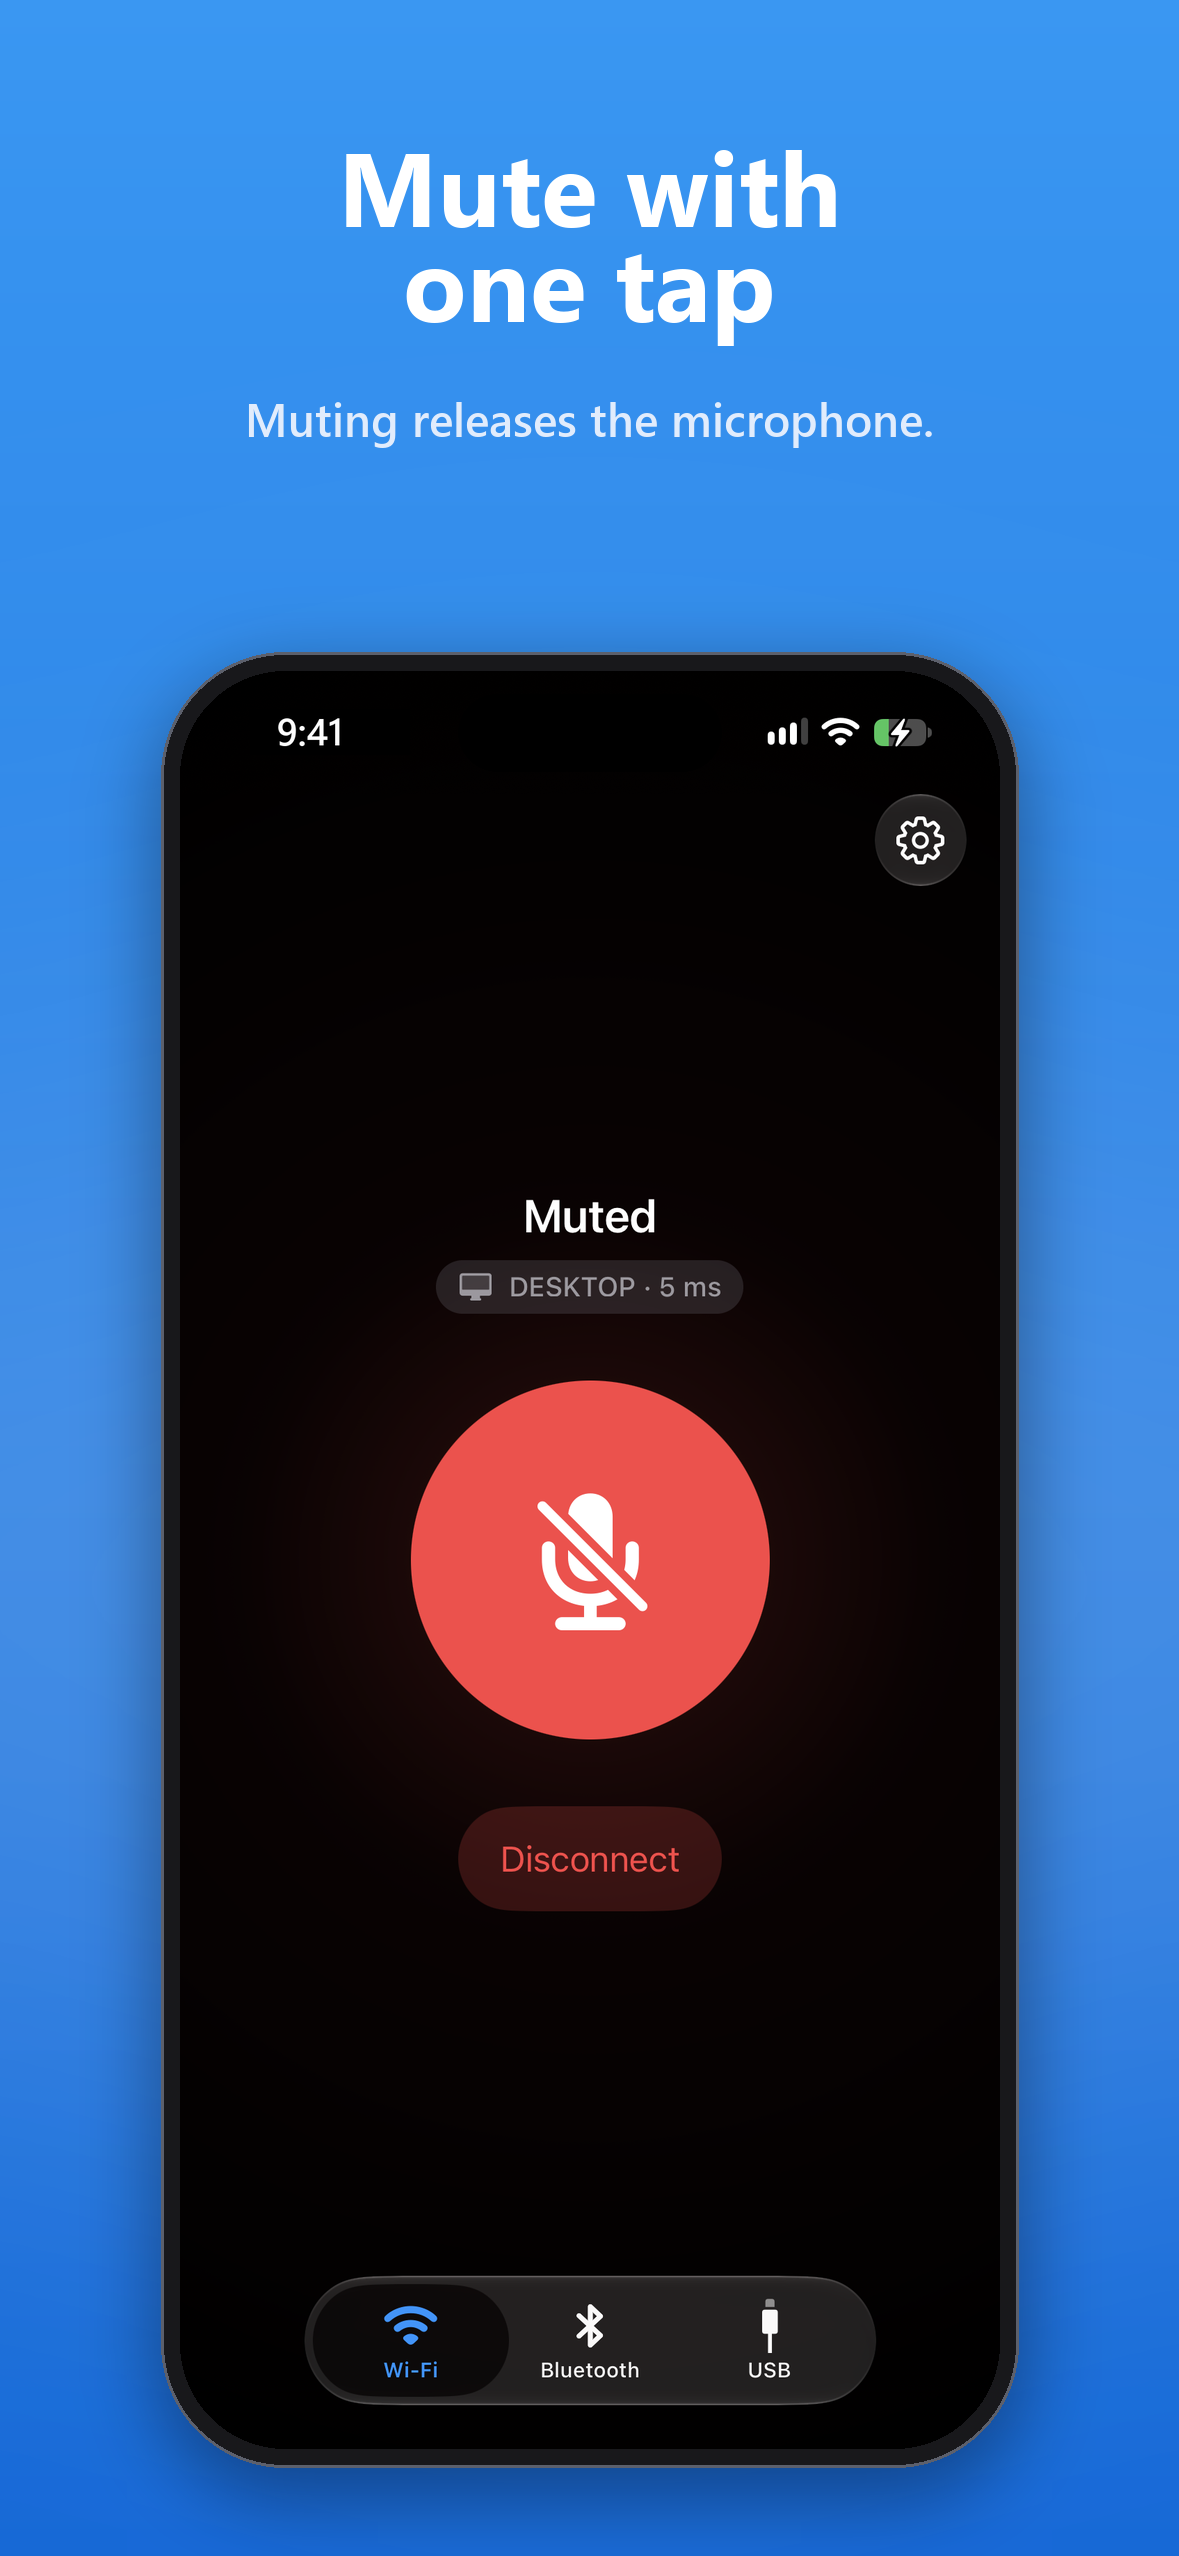 Mute with
one tap
Muting releases the microphone.
9:41
Muted
DESKTOP · 5 ms
Disconnect
Wi-Fi
Bluetooth
USB